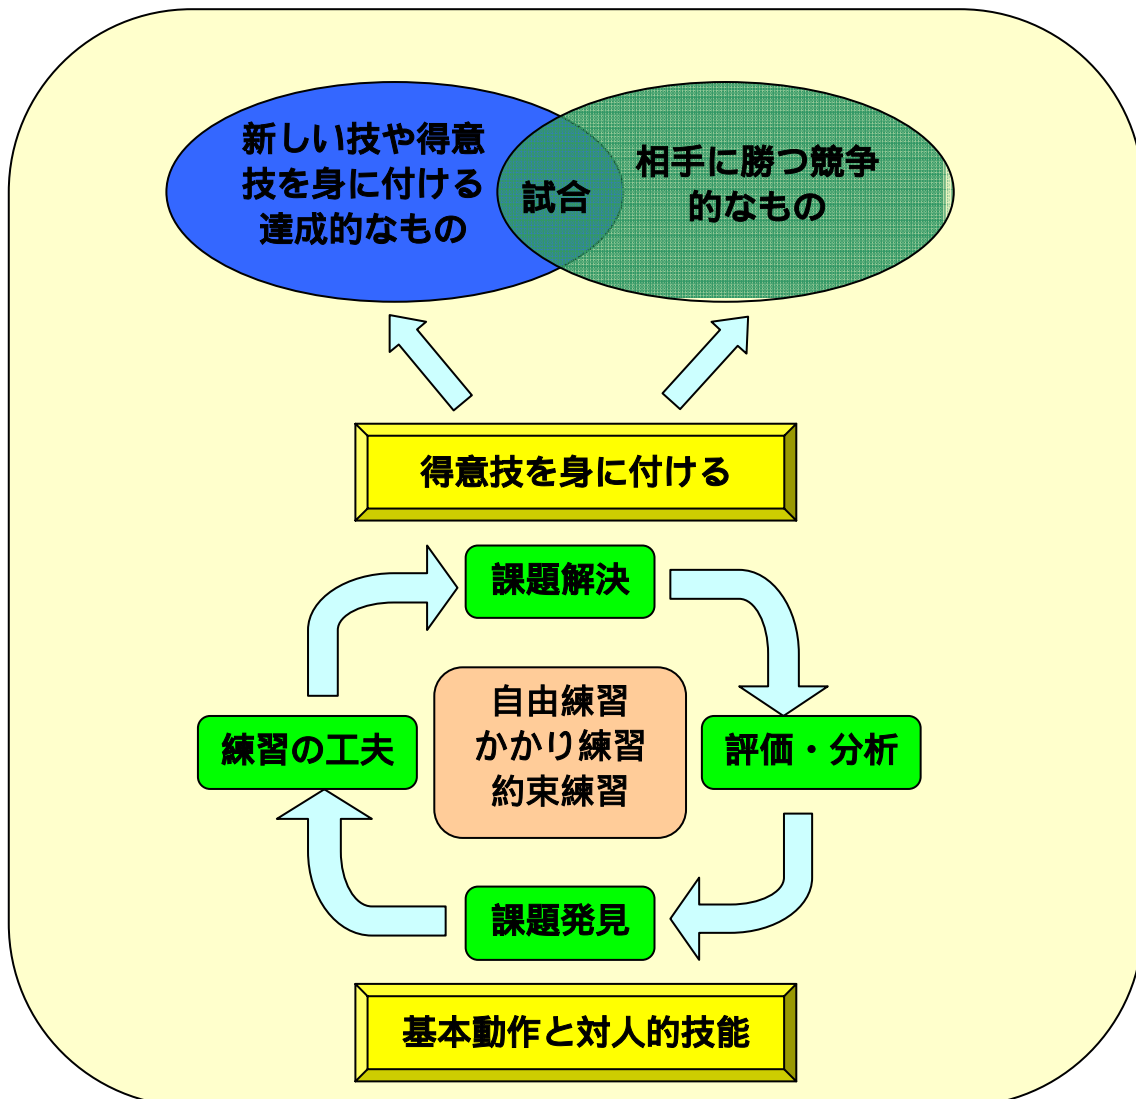 新しい技や得意
技を身に付ける
達成的なもの
試合
相手に勝つ競争
的なもの
得意技を身に付ける
課題解決
自由練習
かかり練習
約束練習
練習の工夫
評価・分析
課題発見
基本動作と対人的技能